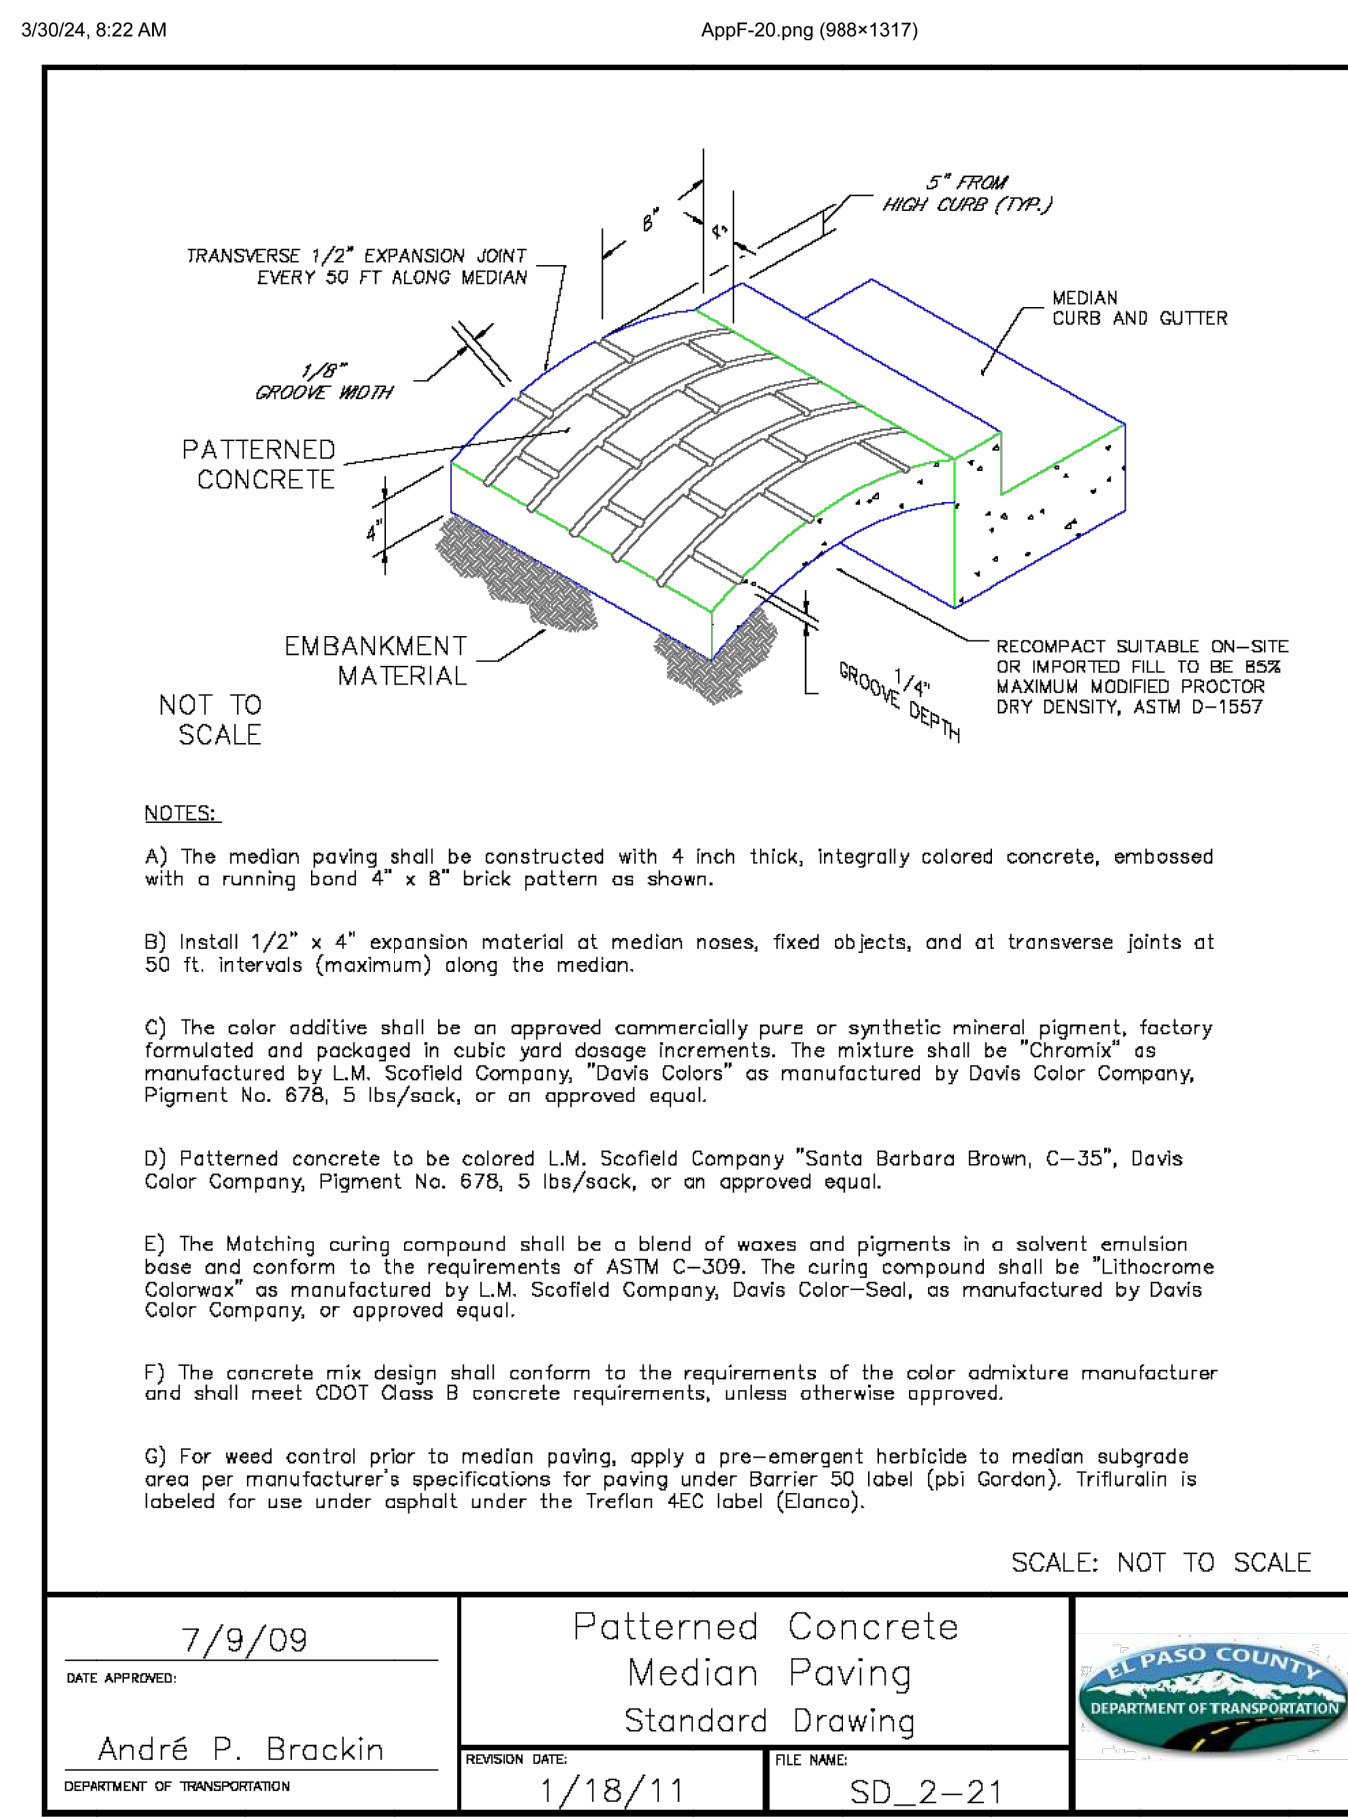 3/30/24, 8:22 AM
AppF-20.png (988×1317)
5" FROM
HIGH CURB (TYP.)
8"
4"
TRANSVERSE 1/2" EXPANSION JOINT
EVERY 50 FT ALONG MEDIAN
MEDIAN
CURB AND GUTTER
1/8"
GROOVE WIDTH
PATTERNED
CONCRETE
4"
EMBANKMENT
MATERIAL
RECOMPACT SUITABLE ON-SITE
OR IMPORTED FILL TO BE 85%
MAXIMUM MODIFIED PROCTOR
DRY DENSITY, ASTM D-1557
1/4"
GROOVE DEPTH
NOT TO
SCALE
NOTES:
A) The median paving shall be constructed with 4 inch thick, integrally colored concrete, embossed
with a running bond 4" x 8" brick pattern as shown.
B) Install 1/2" x 4" expansion material at median noses, fixed objects, and at transverse joints at
50 ft. intervals (maximum) along the median.
C) The color additive shall be an approved commercially pure or synthetic mineral pigment, factory
formulated and packaged in cubic yard dosage increments. The mixture shall be "Chromix" as
manufactured by L.M. Scofield Company, "Davis Colors" as manufactured by Davis Color Company,
Pigment No. 678, 5 lbs/sack, or an approved equal.
D) Patterned concrete to be colored L.M. Scofield Company "Santa Barbara Brown, C-35", Davis
Color Company, Pigment No. 678, 5 lbs/sack, or an approved equal.
E) The Matching curing compound shall be a blend of waxes and pigments in a solvent emulsion
base and conform to the requirements of ASTM C-309. The curing compound shall be "Lithocrome
Colorwax" as manufactured by L.M. Scofield Company, Davis Color-Seal, as manufactured by Davis
Color Company, or approved equal.
F) The concrete mix design shall conform to the requirements of the color admixture manufacturer
and shall meet CDOT Class B concrete requirements, unless otherwise approved.
G) For weed control prior to median paving, apply a pre-emergent herbicide to median subgrade
area per manufacturer's specifications for paving under Barrier 50 label (pbi Gordon). Trifluralin is
labeled for use under asphalt under the Treflan 4EC label (Elanco).
SCALE: NOT TO SCALE
7/9/09
DATE APPROVED:
André P. Brackin
DEPARTMENT OF TRANSPORTATION
Patterned Concrete
Median Paving
Standard Drawing
REVISION DATE:
1/18/11
FILE NAME:
SD_2-21
EL PASO COUNTY
DEPARTMENT OF TRANSPORTATION